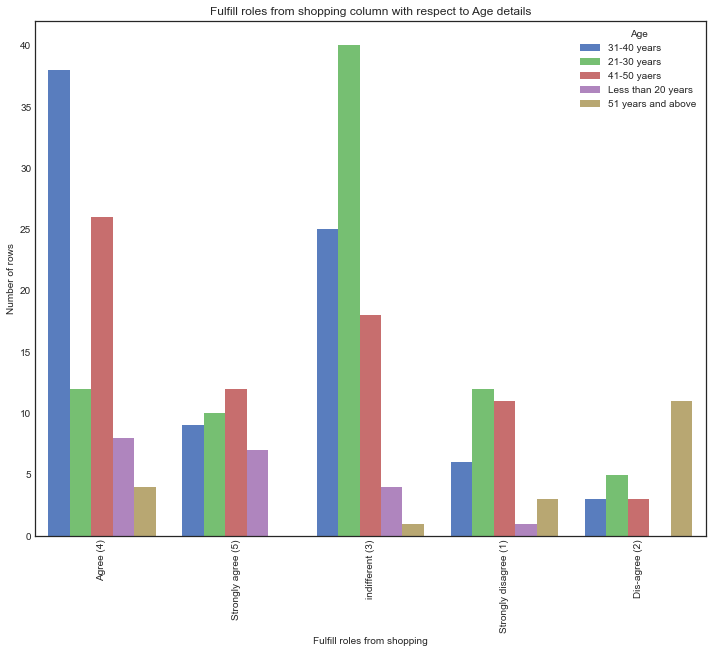 Fulfill roles from shopping column with respect to Age details
Age
31-40 years
21-30 years
41-50 yaers
Less than 20 years
51 years and above
Number of rows
40
35
30
25
20
15
10
5
0
Agree (4)
Strongly agree (5)
indifferent (3)
Strongly disagree (1)
Dis-agree (2)
Fulfill roles from shopping